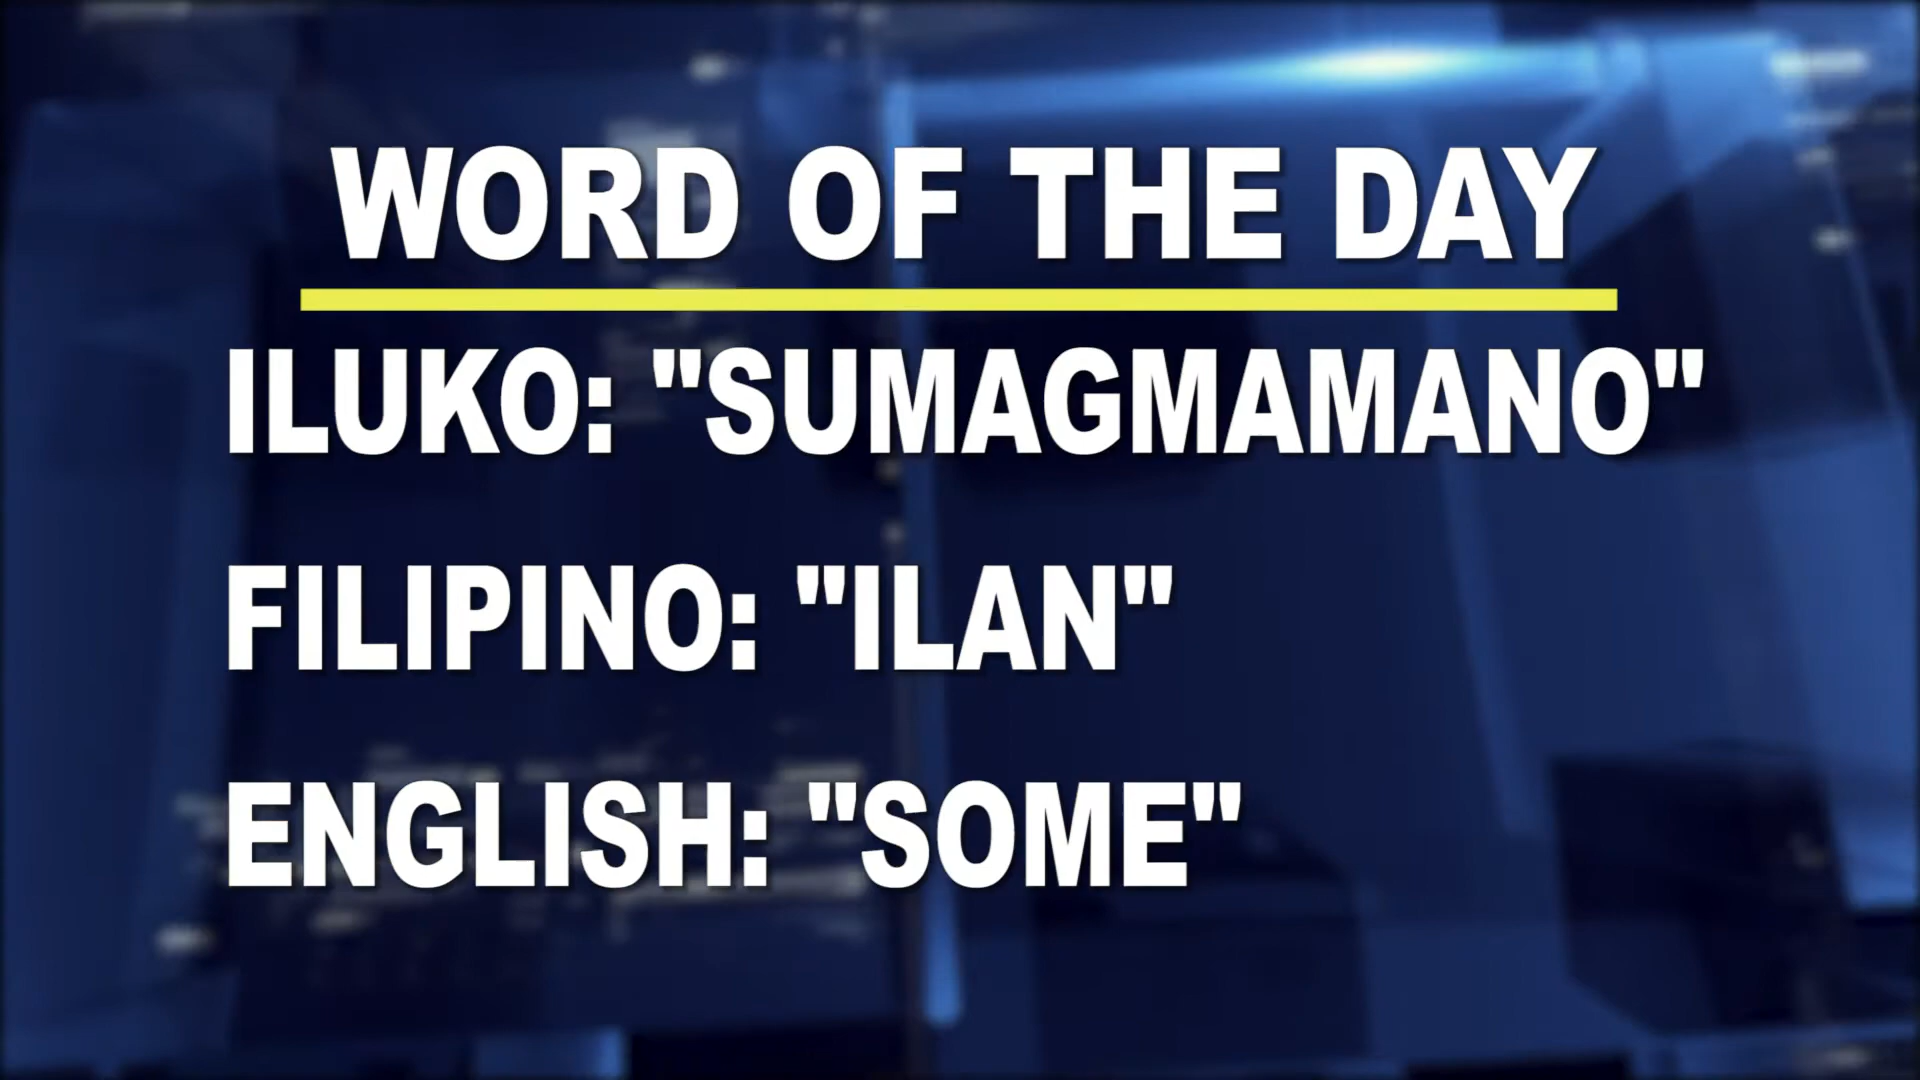 WORD OF THE DAY
ILUKO: "SUMAGMAMANO"
FILIPINO: "ILAN"
ENGLISH: "SOME"